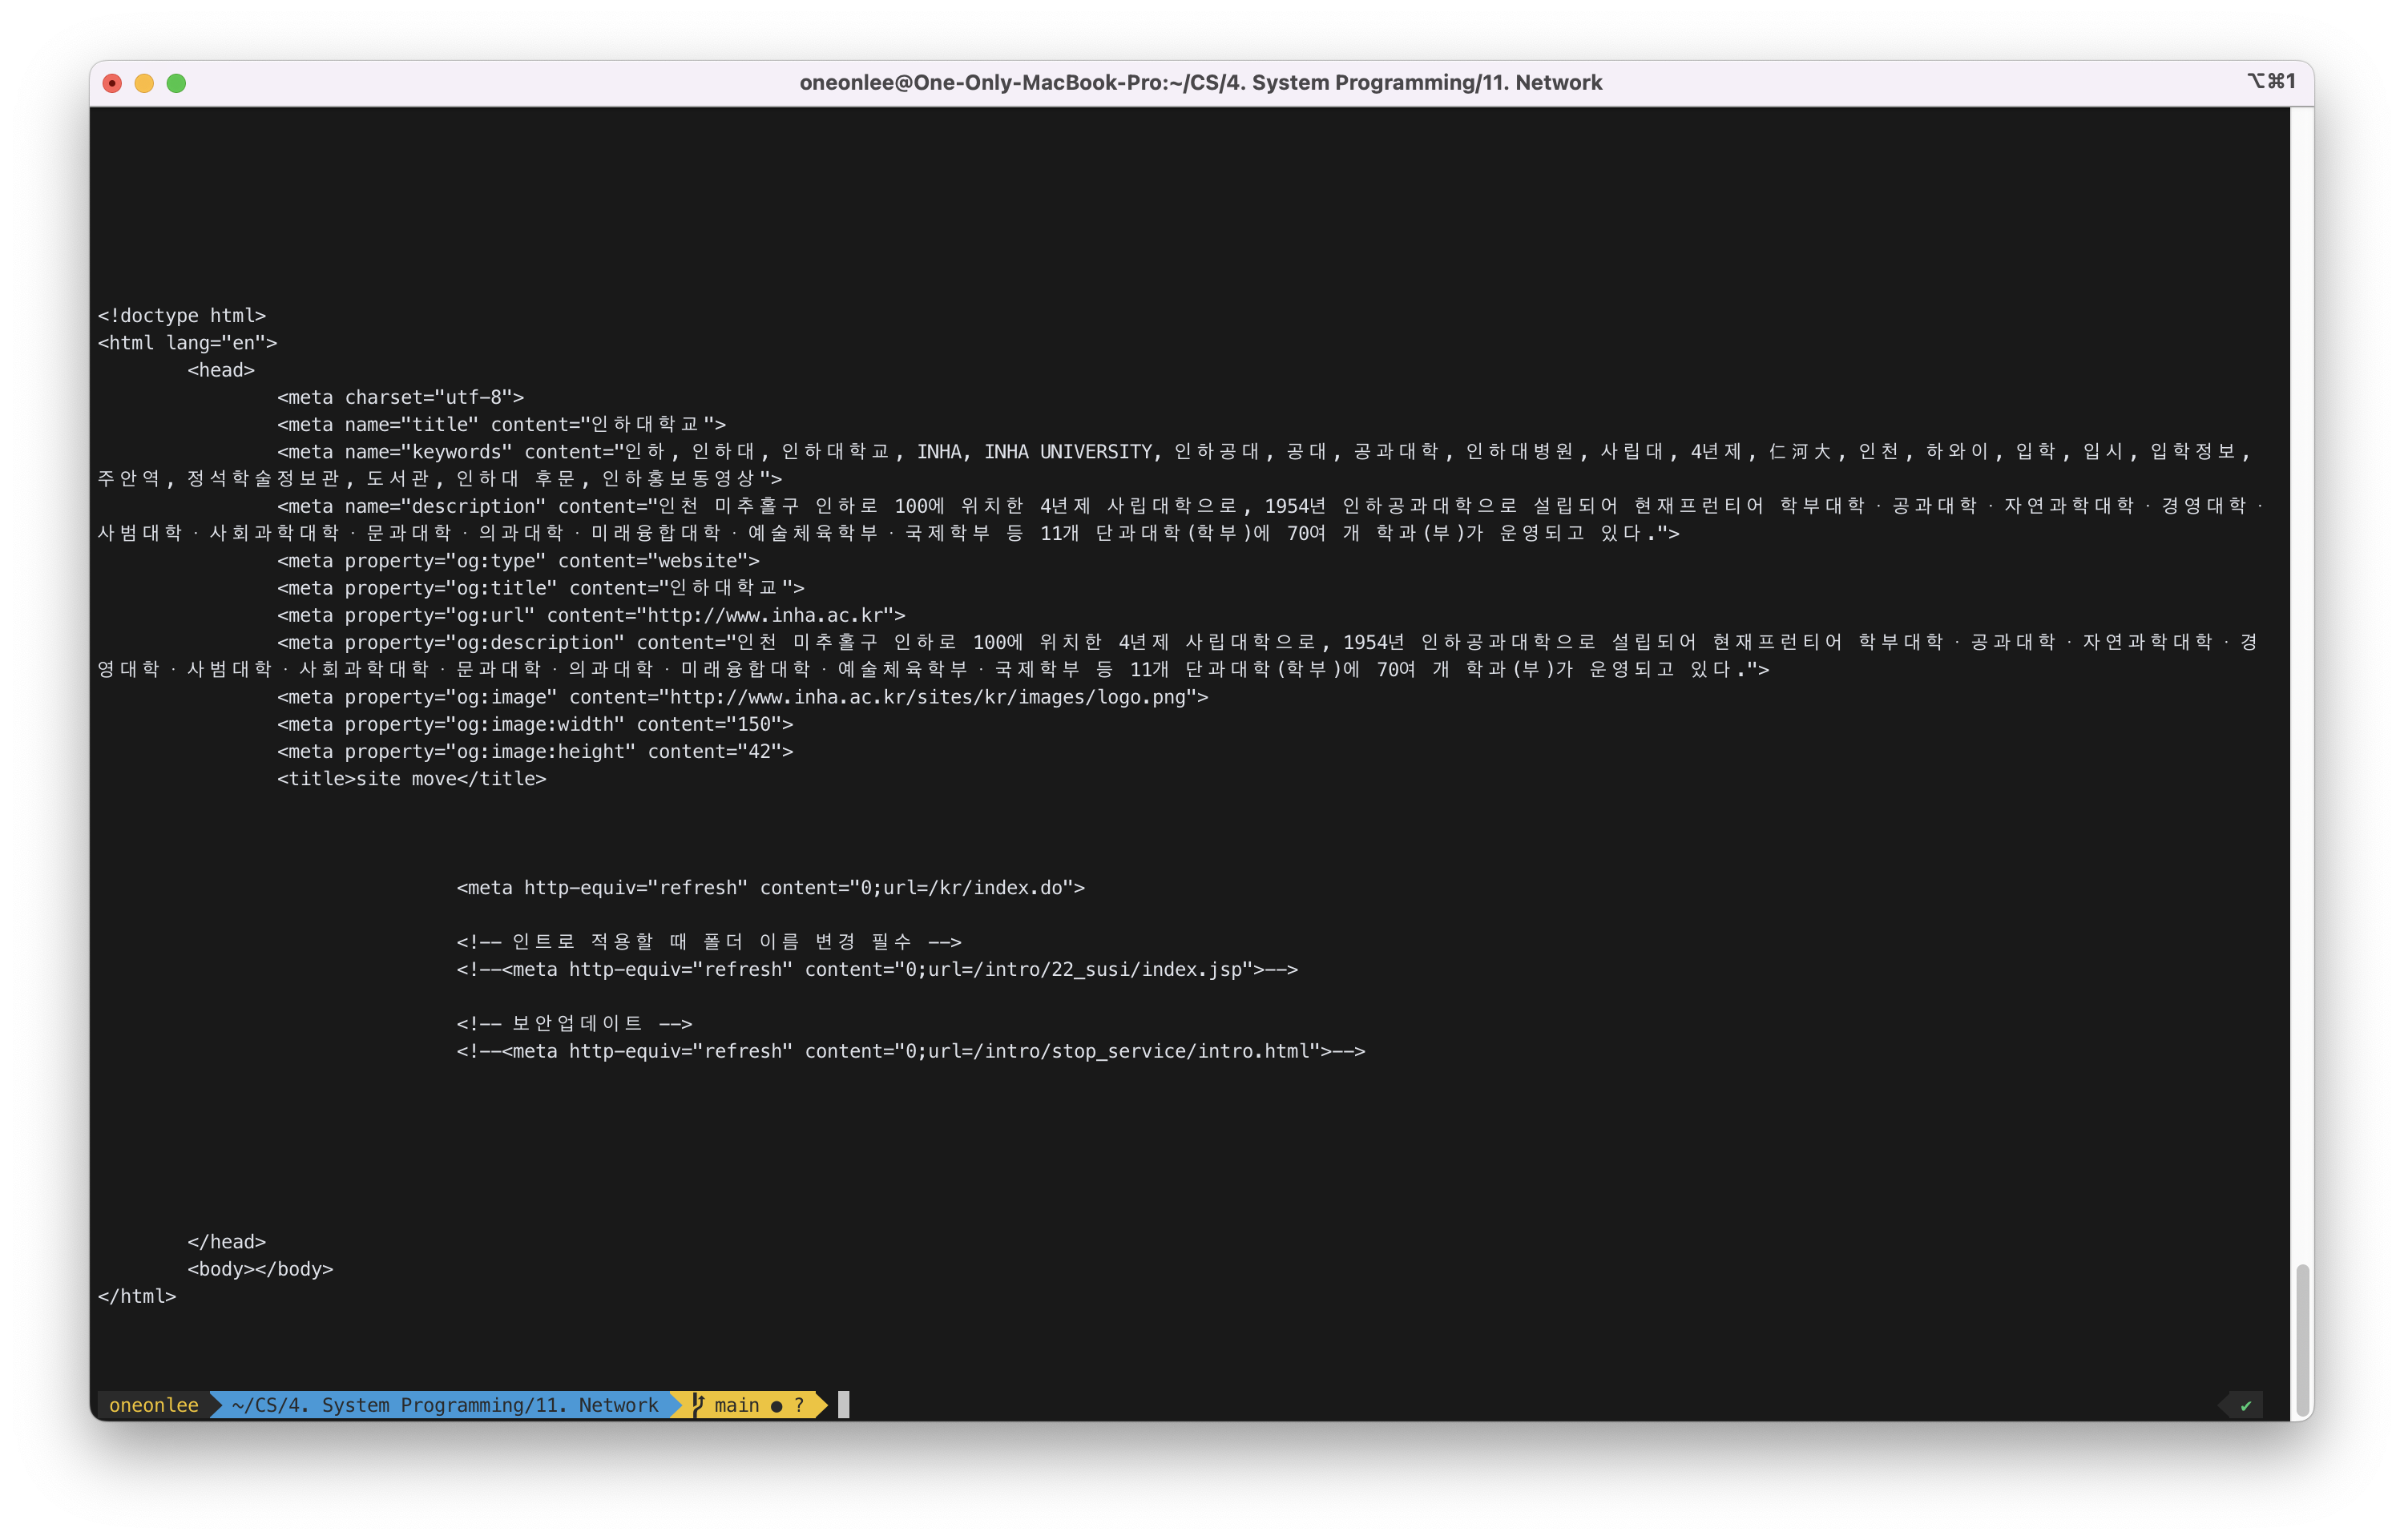 oneonlee@One-Only-MacBook-Pro:~/CS/4. System Programming/11. Network
⌥⌘1
<!doctype html>
<html lang="en">
<head>
<meta charset="utf-8">
<meta name="title" content="인하대학교">
<meta name="keywords" content="인하, 인하대, 인하대학교, INHA, INHA UNIVERSITY, 인하공대, 공대, 공과대학, 인하대병원, 사립대, 4년제, 仁河大, 인천, 하와이, 입학, 입시, 입학정보,
주안역, 정석학술정보관, 도서관, 인하대 후문, 인하홍보동영상">
<meta name="description" content="인천 미추홀구 인하로 100에 위치한 4년제 사립대학으로, 1954년 인하공과대학으로 설립되어 현재프런티어 학부대학·공과대학·자연과학대학·경영대학·
사범대학·사회과학대학·문과대학·의과대학·미래융합대학·예술체육학부·국제학부 등 11개 단과대학(학부)에 70여 개 학과(부)가 운영되고 있다.">
<meta property="og:type" content="website">
<meta property="og:title" content="인하대학교">
<meta property="og:url" content="http://www.inha.ac.kr">
<meta property="og:description" content="인천 미추홀구 인하로 100에 위치한 4년제 사립대학으로, 1954년 인하공과대학으로 설립되어 현재프런티어 학부대학·공과대학·자연과학대학·경
영대학·사범대학·사회과학대학·문과대학·의과대학·미래융합대학·예술체육학부·국제학부 등 11개 단과대학(학부)에 70여 개 학과(부)가 운영되고 있다.">
<meta property="og:image" content="http://www.inha.ac.kr/sites/kr/images/logo.png">
<meta property="og:image:width" content="150">
<meta property="og:image:height" content="42">
<title>site move</title>
<meta http-equiv="refresh" content="0;url=/kr/index.do">
<!-- 인트로 적용할 때 폴더 이름 변경 필수 -->
<!--<meta http-equiv="refresh" content="0;url=/intro/22_susi/index.jsp">-->
<!-- 보안업데이트 -->
<!--<meta http-equiv="refresh" content="0;url=/intro/stop_service/intro.html">-->
</head>
<body></body>
</html>
oneonlee ~/CS/4. System Programming/11. Network main ● ? ✔